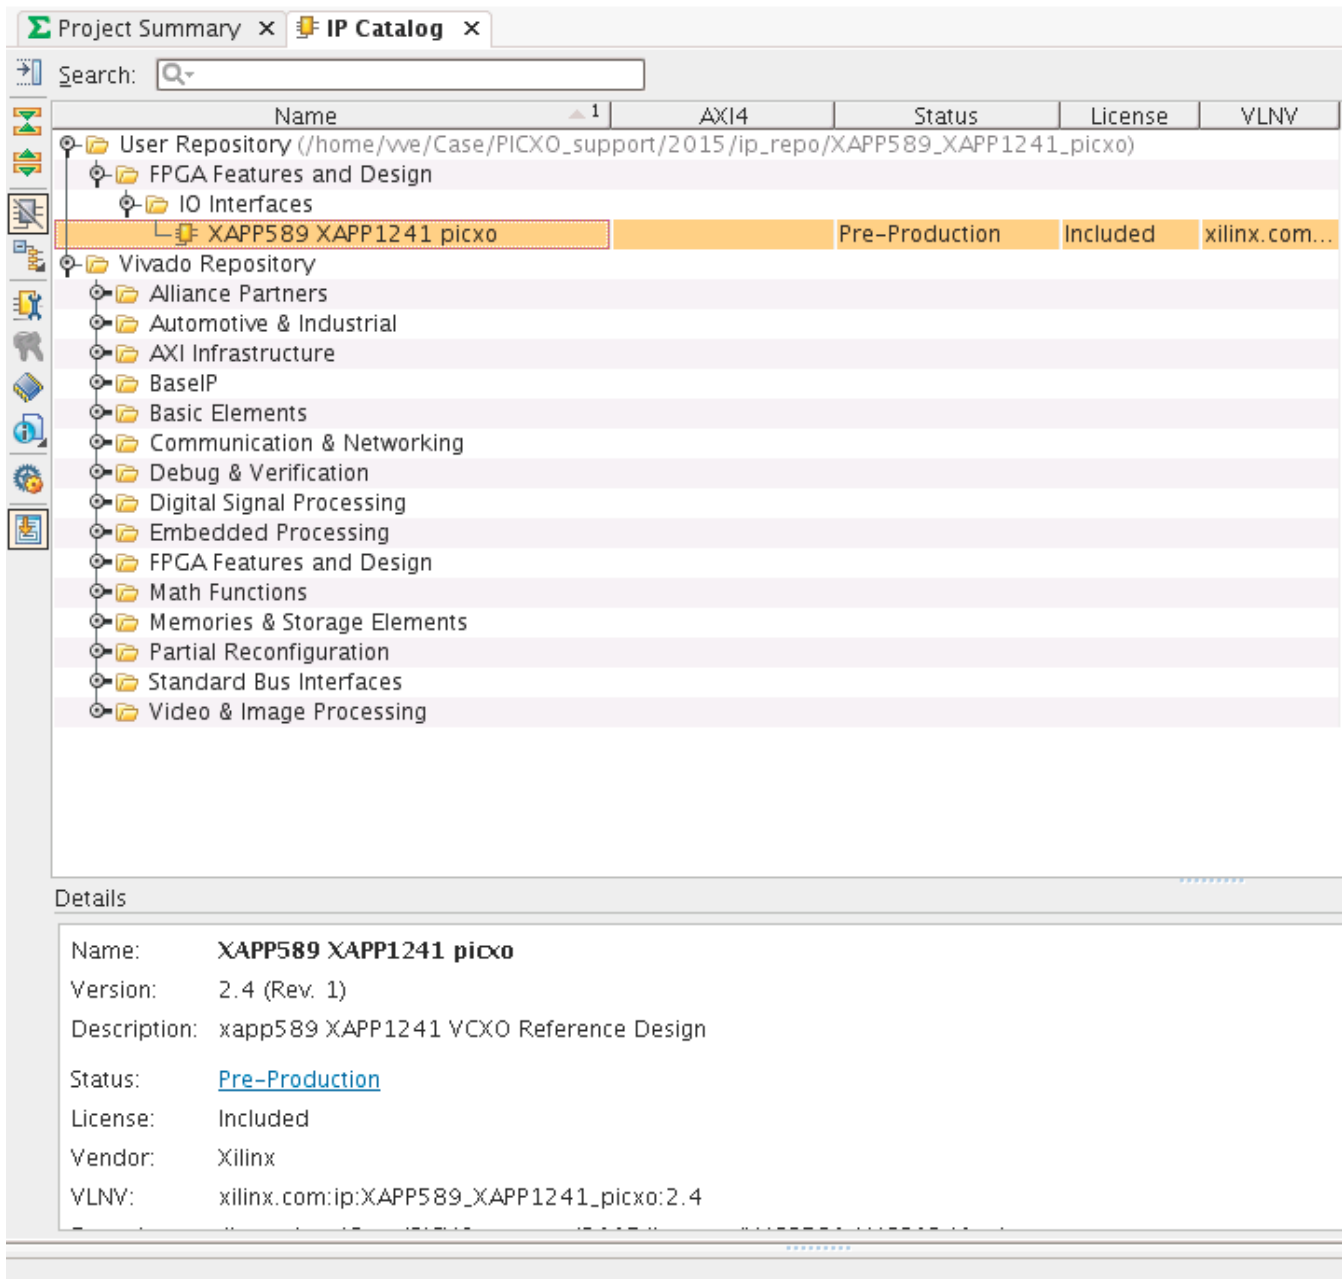 Project Summary × IP Catalog ×
Search:
Name 1 AXI4 Status License VLNV
User Repository (/home/vve/Case/PICXO_support/2015/ip_repo/XAPP589_XAPP1241_picxo)
FPGA Features and Design
IO Interfaces
XAPP589 XAPP1241 picxo Pre-Production Included xilinx.com...
Vivado Repository
Alliance Partners
Automotive & Industrial
AXI Infrastructure
BaseIP
Basic Elements
Communication & Networking
Debug & Verification
Digital Signal Processing
Embedded Processing
FPGA Features and Design
Math Functions
Memories & Storage Elements
Partial Reconfiguration
Standard Bus Interfaces
Video & Image Processing
Details
Name: XAPP589 XAPP1241 picxo
Version: 2.4 (Rev. 1)
Description: xapp589 XAPP1241 VCXO Reference Design
Status: Pre-Production
License: Included
Vendor: Xilinx
VLNV: xilinx.com:ip:XAPP589_XAPP1241_picxo:2.4